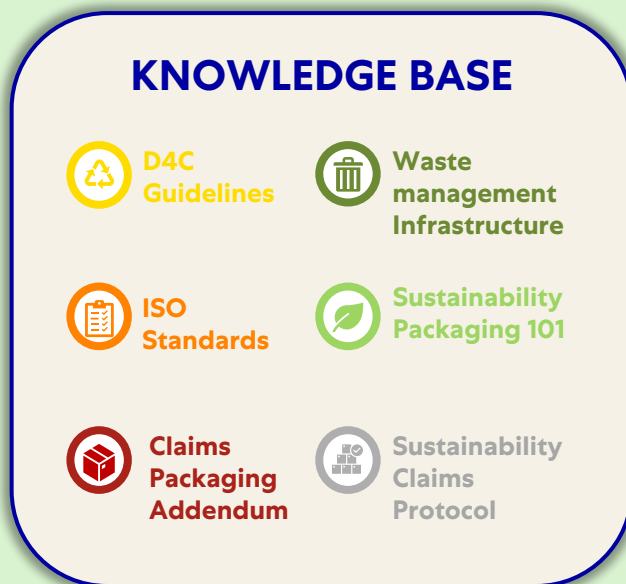 KNOWLEDGE BASE
D4C
Guidelines
Waste
management
Infrastructure
ISO
Standards
Sustainability
Packaging 101
Claims
Packaging
Addendum
Sustainability
Claims
Protocol